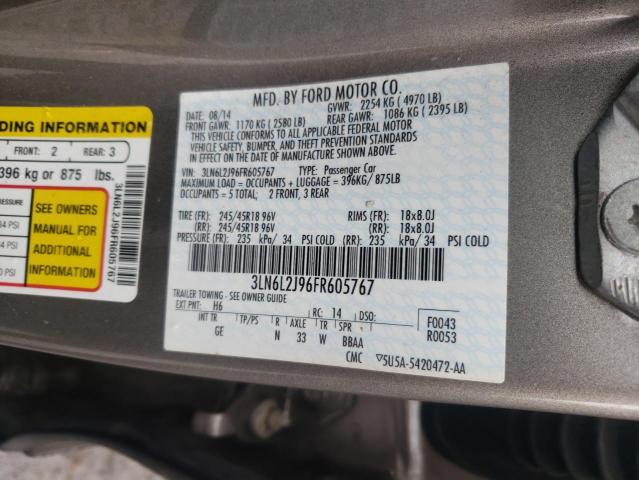 DING INFORMATION
FRONT: 2 REAR: 3
396 kg or 875 lbs.
SEE OWNERS
MANUAL FOR
ADDITIONAL
INFORMATION
3LN6L2J96FR605767
MFD. BY FORD MOTOR CO.
DATE: 08/14 GVWR: 2254 KG ( 4970 LB)
FRONT GAWR: 1170 KG ( 2580 LB) REAR GAWR: 1086 KG ( 2395 LB)
THIS VEHICLE CONFORMS TO ALL APPLICABLE FEDERAL MOTOR
VEHICLE SAFETY, BUMPER, AND THEFT PREVENTION STANDARDS
IN EFFECT ON THE DATE OF MANUFACTURE SHOWN ABOVE.
VIN: 3LN6L2J96FR605767 TYPE: Passenger Car
MAXIMUM LOAD = OCCUPANTS + LUGGAGE = 396KG/ 875LB
OCCUPANTS = 5 TOTAL: 2 FRONT, 3 REAR
TIRE (FR): 245/45R18 96V RIMS (FR): 18x8.0J
(RR): 245/45R18 96V (RR): 18x8.0J
PRESSURE (FR): 235 kPa/ 34 PSI COLD (RR): 235 kPa/ 34 PSI COLD
3LN6L2J96FR605767
TRAILER TOWING - SEE OWNER GUIDE
EXT PNT: H6 RC: 14 DSO: F0043
R0053
INT TR TP/PS R AXLE TR SPR
GE N 33 W BBAA
CMC 5U5A-5420472-AA